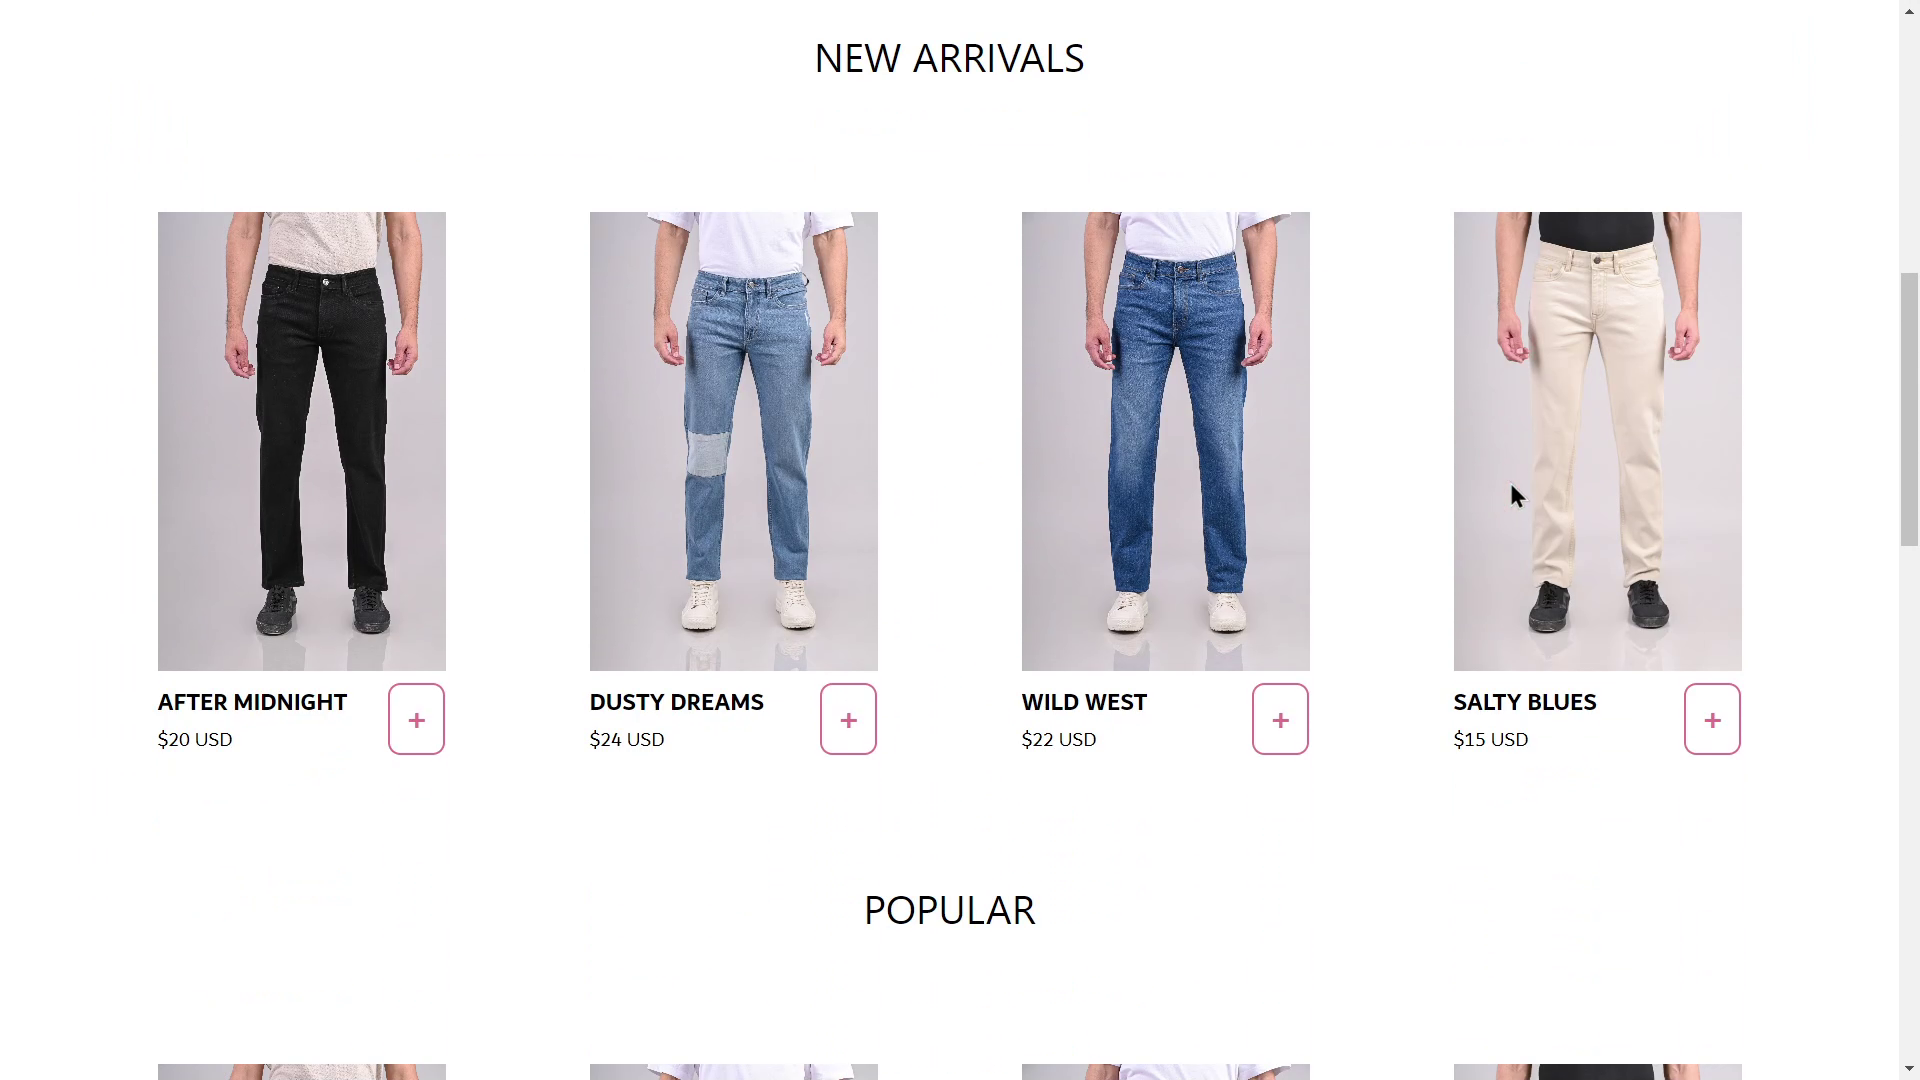 NEW ARRIVALS
AFTER MIDNIGHT
$20 USD
+
DUSTY DREAMS
$24 USD
+
WILD WEST
$22 USD
+
SALTY BLUES
$15 USD
+
POPULAR